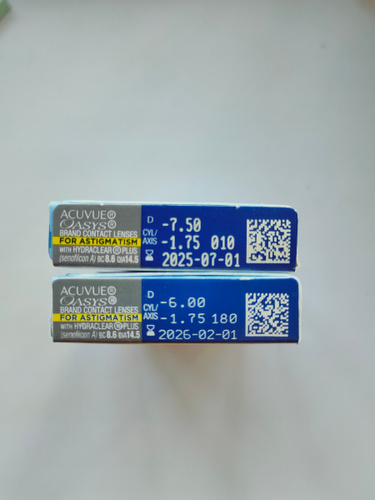 ACUVUE®
OASYS®
BRAND CONTACT LENSES
FOR ASTIGMATISM
WITH HYDRACLEAR® PLUS
(senofilcon A) BC 8.6 DIA 14.5
D -7.50
CYL/AXIS -1.75 010
2025-07-01
ACUVUE®
OASYS®
BRAND CONTACT LENSES
FOR ASTIGMATISM
WITH HYDRACLEAR® PLUS
(senofilcon A) BC 8.6 DIA 14.5
D -6.00
CYL/AXIS -1.75 180
2026-02-01